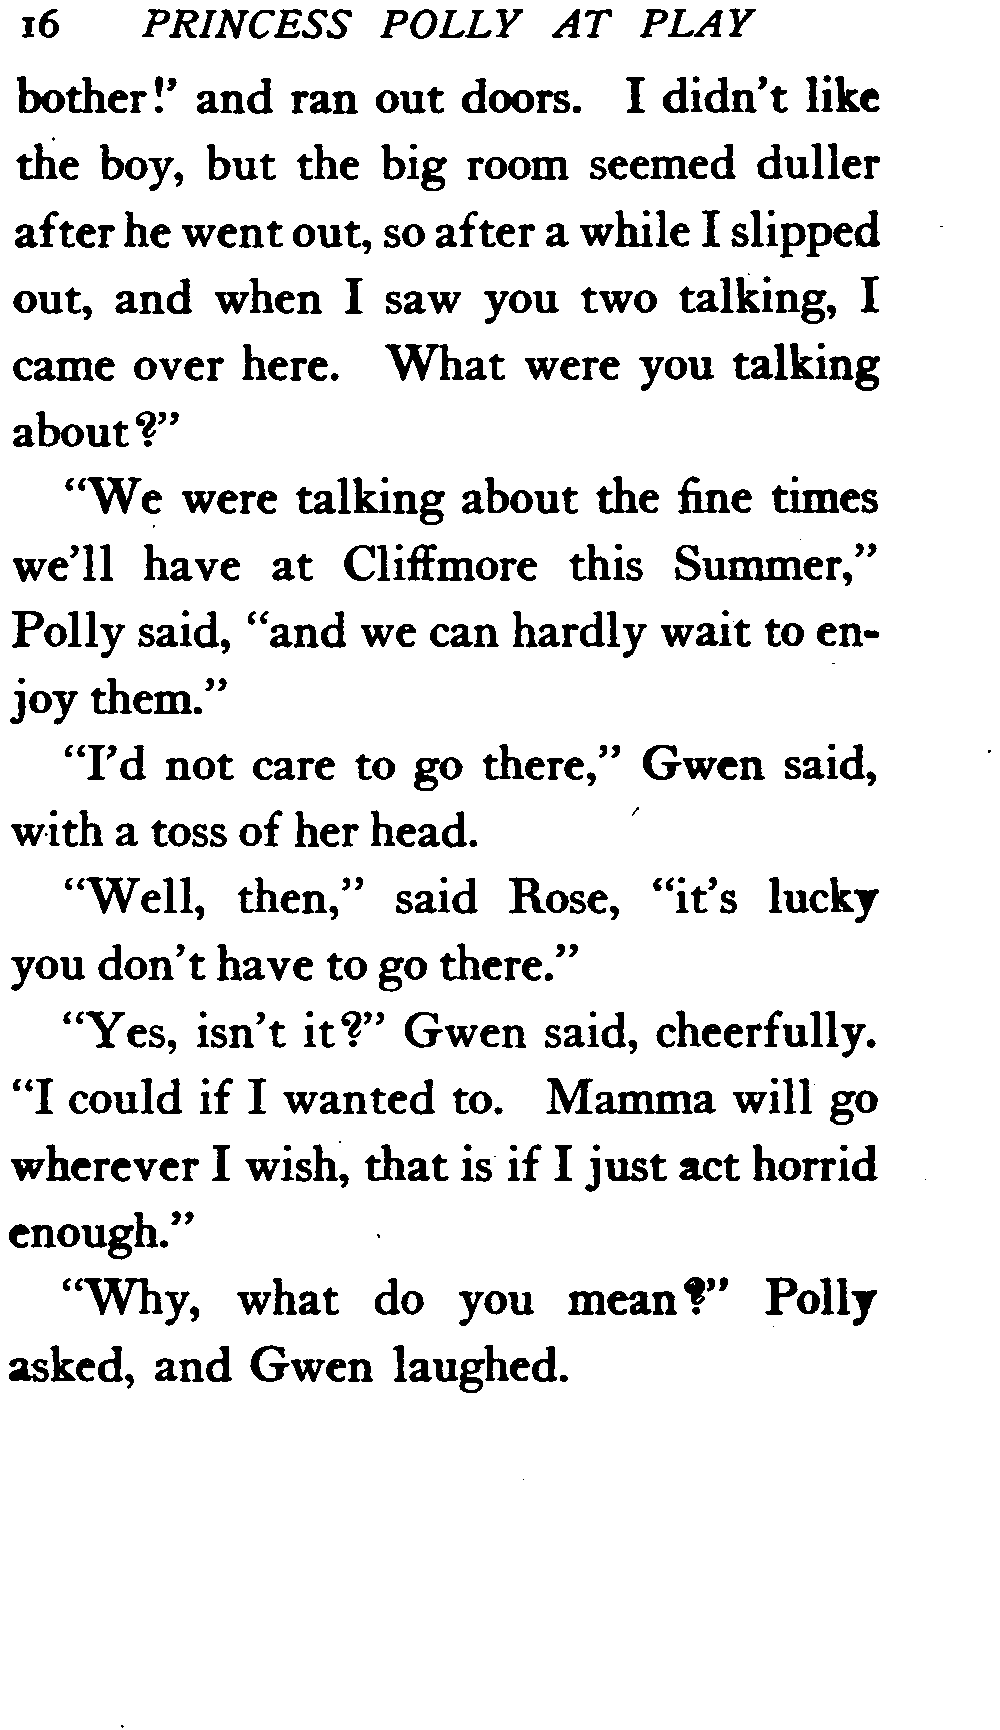 16 PRINCESS POLLY AT PLAY
bother!' and ran out doors. I didn't like
the boy, but the big room seemed duller
after he went out, so after a while I slipped
out, and when I saw you two talking, I
came over here. What were you talking
about?"
"We were talking about the fine times
we'll have at Cliffmore this Summer,"
Polly said, "and we can hardly wait to en-
joy them."
"I'd not care to go there," Gwen said,
with a toss of her head.
"Well, then," said Rose, "it's lucky
you don't have to go there."
"Yes, isn't it?" Gwen said, cheerfully.
"I could if I wanted to. Mamma will go
wherever I wish, that is if I just act horrid
enough."
"Why, what do you mean?" Polly
asked, and Gwen laughed.